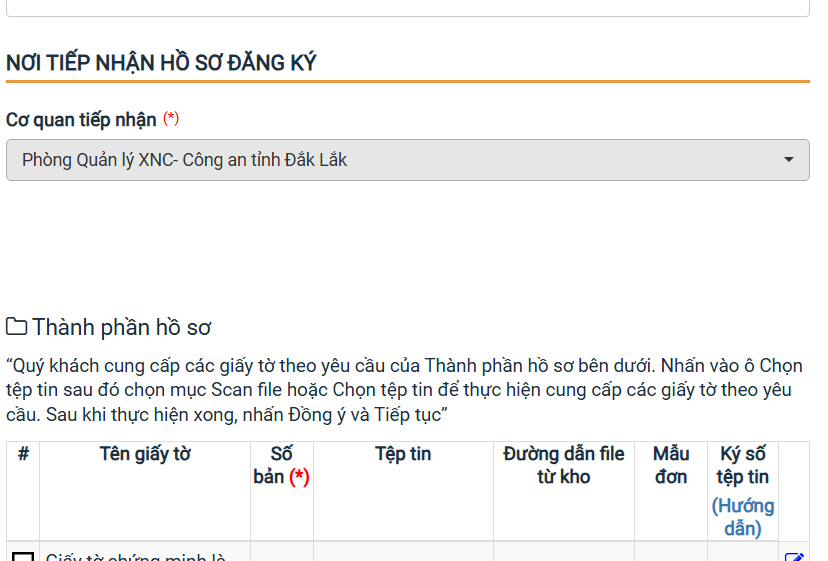 NƠI TIẾP NHẬN HỒ SƠ ĐĂNG KÝ
Cơ quan tiếp nhận (*)
Phòng Quản lý XNC- Công an tỉnh Đắk Lắk
Thành phần hồ sơ
“Quý khách cung cấp các giấy tờ theo yêu cầu của Thành phần hồ sơ bên dưới. Nhấn vào ô Chọn
tệp tin sau đó chọn mục Scan file hoặc Chọn tệp tin để thực hiện cung cấp các giấy tờ theo yêu
cầu. Sau khi thực hiện xong, nhấn Đồng ý và Tiếp tục”
# Tên giấy tờ Số Tệp tin Đường dẫn file Mẫu Ký số
bản (*) từ kho đơn tệp tin
(Hướng
dẫn)
Giấy tờ chứng minh là